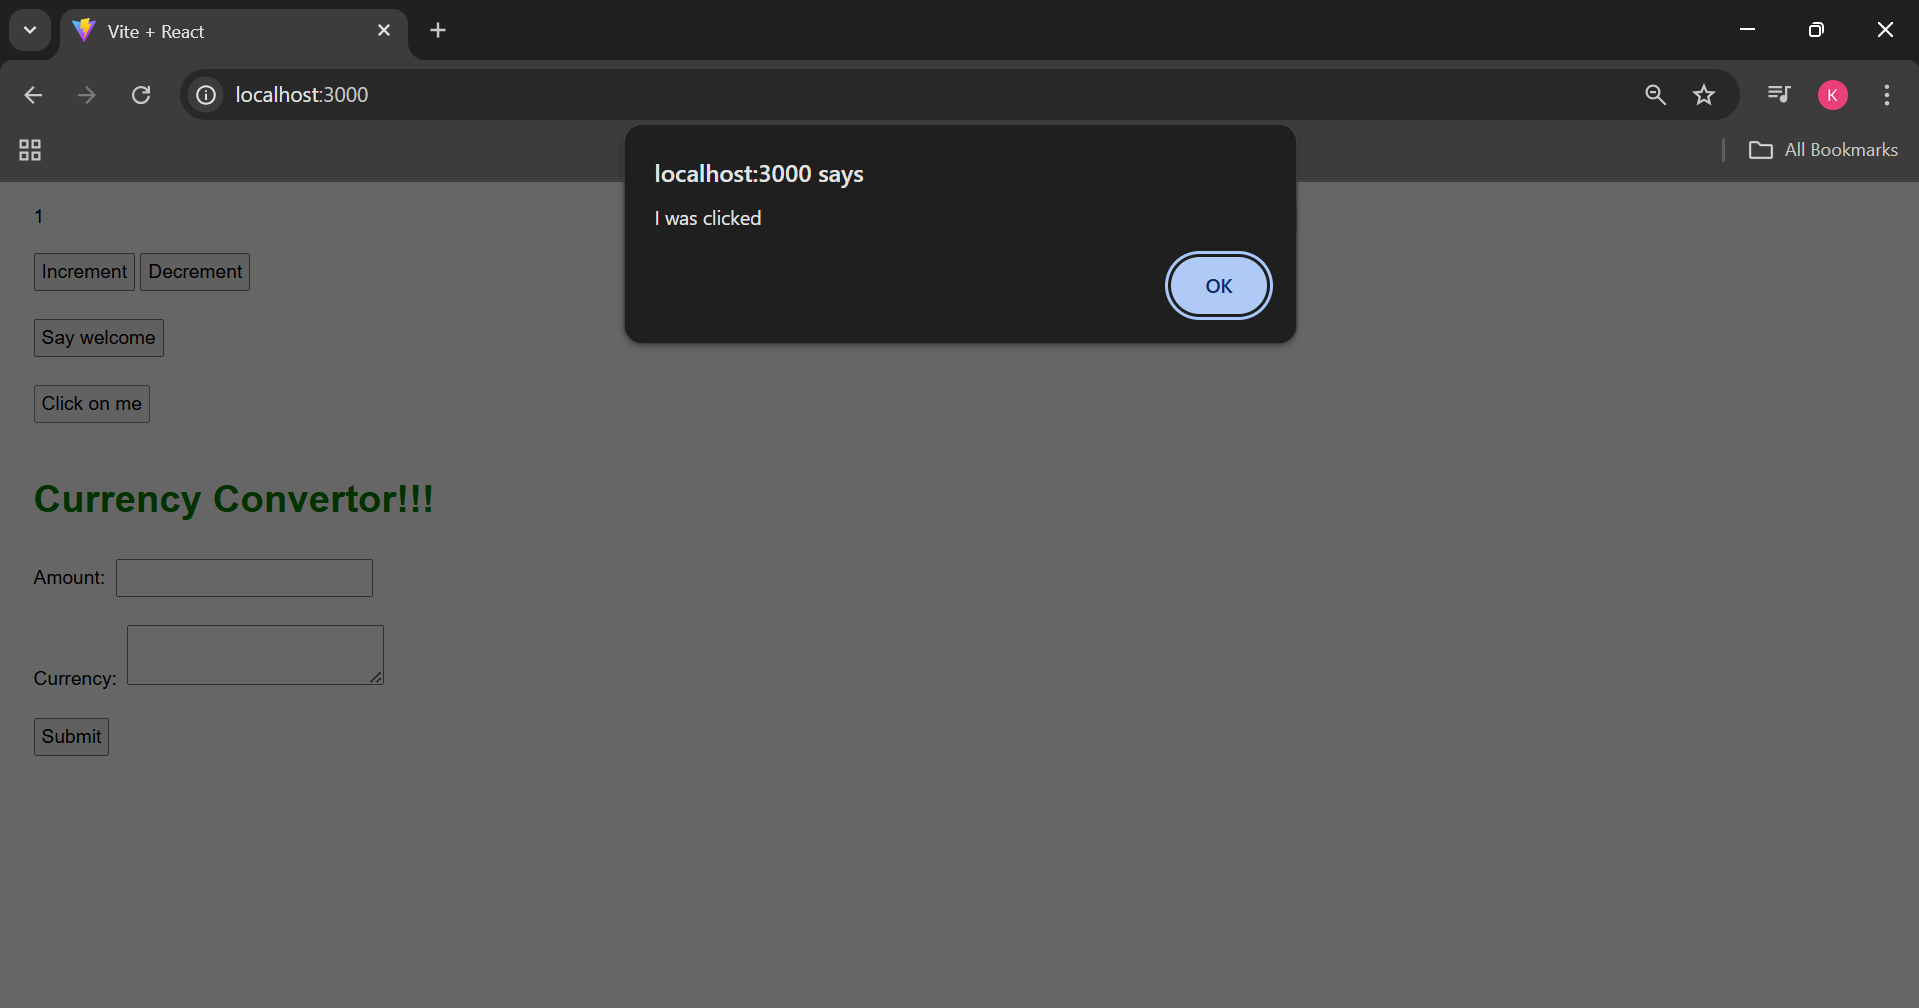 Vite + React
localhost:3000
K
All Bookmarks
localhost:3000 says
I was clicked
OK
1
Increment Decrement
Say welcome
Click on me
Currency Convertor!!!
Amount:
Currency:
Submit